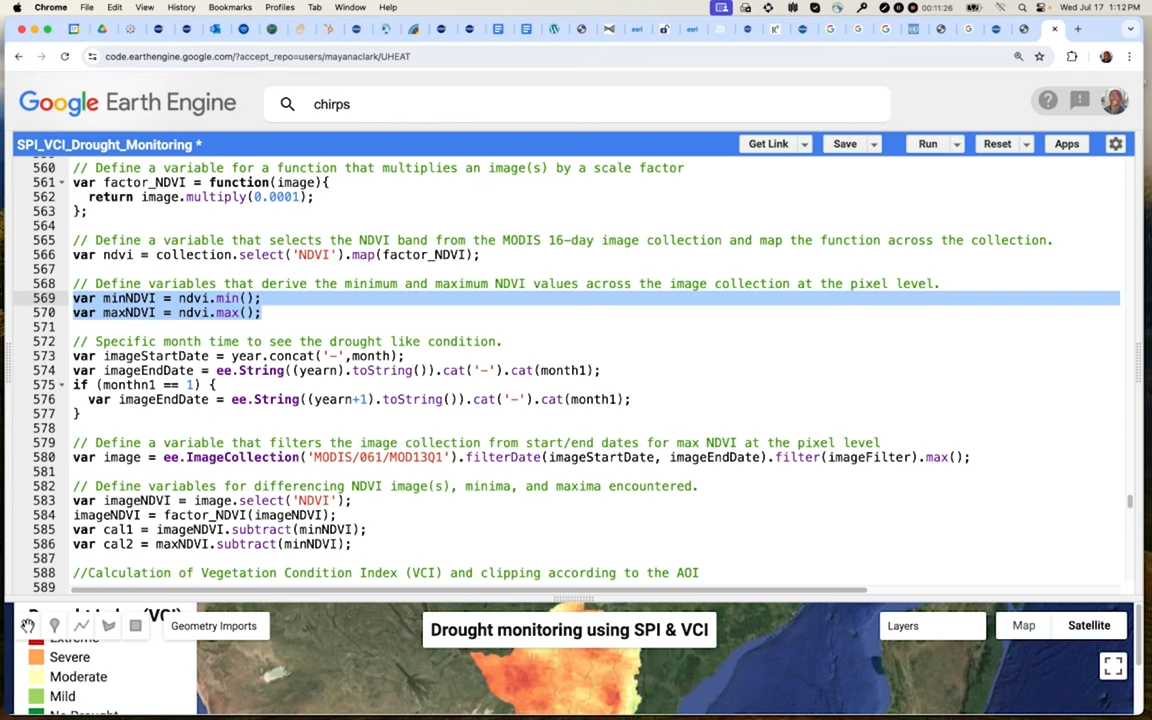 Chrome File Edit View History Bookmarks Profiles Tab Window Help 00:11:26 Wed Jul 17 1:12 PM
code.earthengine.google.com/?accept_repo=users/mayanaclark/UHEAT
Google Earth Engine chirps
SPI_VCI_Drought_Monitoring * Get Link Save Run Reset Apps
560 // Define a variable for a function that multiplies an image(s) by a scale factor
561 var factor_NDVI = function(image){
562 return image.multiply(0.0001);
563 };
564
565 // Define a variable that selects the NDVI band from the MODIS 16-day image collection and map the function across the collection.
566 var ndvi = collection.select('NDVI').map(factor_NDVI);
567
568 // Define variables that derive the minimum and maximum NDVI values across the image collection at the pixel level.
569 var minNDVI = ndvi.min();
570 var maxNDVI = ndvi.max();
571
572 // Specific month time to see the drought like condition.
573 var imageStartDate = year.concat('-',month);
574 var imageEndDate = ee.String((yearn).toString()).cat('-').cat(month1);
575 if (monthn1 == 1) {
576 var imageEndDate = ee.String((yearn+1).toString()).cat('-').cat(month1);
577 }
578
579 // Define a variable that filters the image collection from start/end dates for max NDVI at the pixel level
580 var image = ee.ImageCollection('MODIS/061/MOD13Q1').filterDate(imageStartDate, imageEndDate).filter(imageFilter).max();
581
582 // Define variables for differencing NDVI image(s), minima, and maxima encountered.
583 var imageNDVI = image.select('NDVI');
584 imageNDVI = factor_NDVI(imageNDVI);
585 var cal1 = imageNDVI.subtract(minNDVI);
586 var cal2 = maxNDVI.subtract(minNDVI);
587
588 //Calculation of Vegetation Condition Index (VCI) and clipping according to the AOI
589
Drought Index (VCI)
Geometry Imports Drought monitoring using SPI & VCI Layers Map Satellite
Extreme
Severe
Moderate
Mild
No Drought